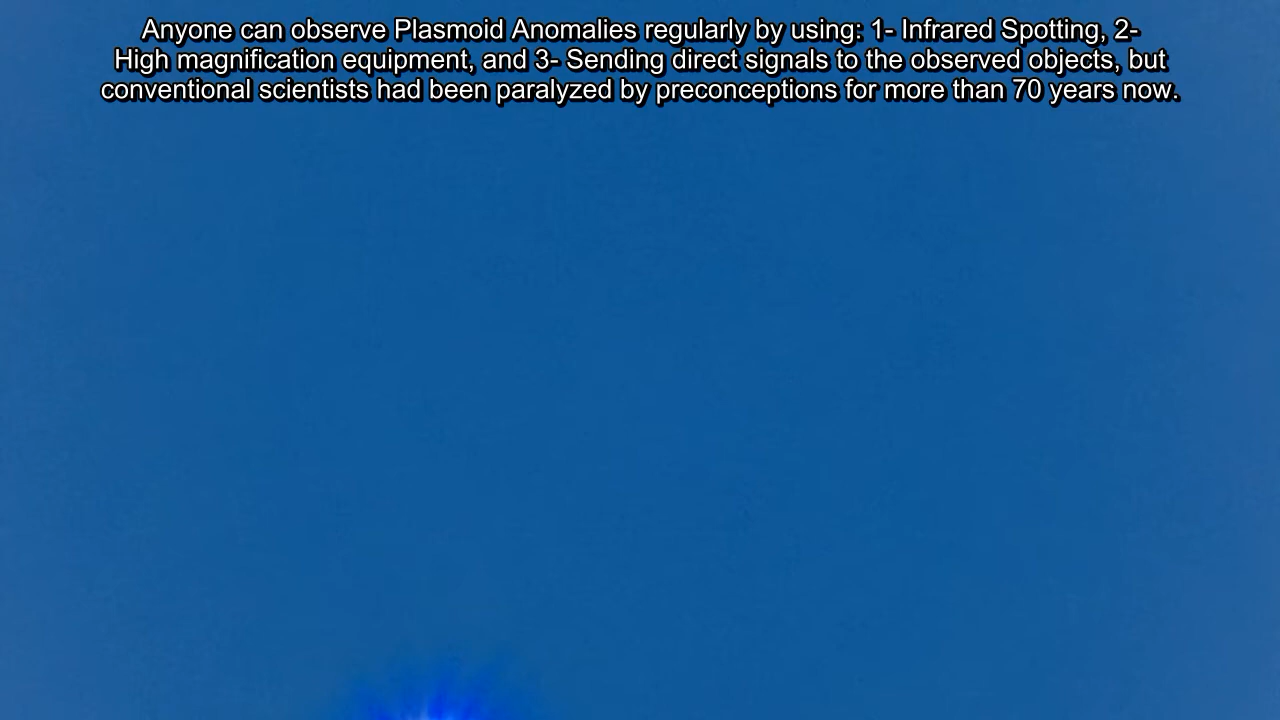 Anyone can observe Plasmoid Anomalies regularly by using: 1- Infrared Spotting, 2-
High magnification equipment, and 3- Sending direct signals to the observed objects, but
conventional scientists had been paralyzed by preconceptions for more than 70 years now.